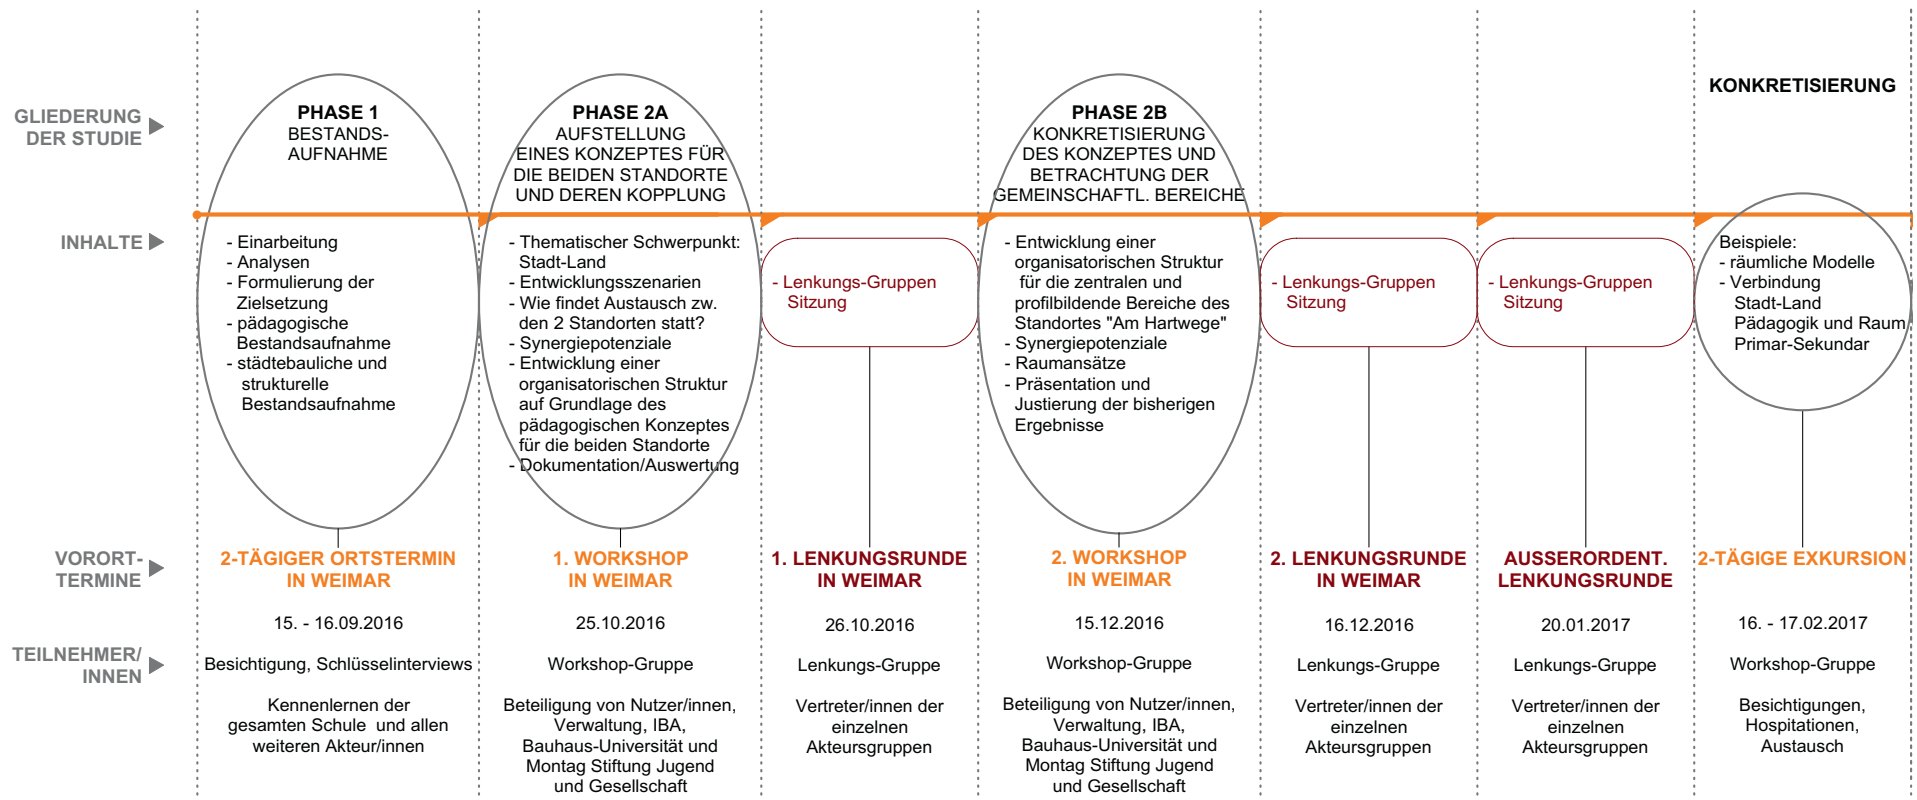 GLIEDERUNG
DER STUDIE
PHASE 1
BESTANDS-
AUFNAHME
PHASE 2A
AUFSTELLUNG
EINES KONZEPTES FÜR
DIE BEIDEN STANDORTE
UND DEREN KOPPLUNG
PHASE 2B
KONKRETISIERUNG
DES KONZEPTES UND
BETRACHTUNG DER
GEMEINSCHAFTL. BEREICHE
KONKRETISIERUNG
INHALTE
- Einarbeitung
- Analysen
- Formulierung der
Zielsetzung
- pädagogische
Bestandsaufnahme
- städtebauliche und
strukturelle
Bestandsaufnahme
- Thematischer Schwerpunkt:
Stadt-Land
- Entwicklungsszenarien
- Wie findet Austausch zw.
den 2 Standorten statt?
- Synergiepotenziale
- Entwicklung einer
organisatorischen Struktur
auf Grundlage des
pädagogischen Konzeptes
für die beiden Standorte
- Dokumentation/Auswertung
- Lenkungs-Gruppen
Sitzung
- Entwicklung einer
organisatorischen Struktur
für die zentralen und
profilbildende Bereiche des
Standortes "Am Hartwege"
- Synergiepotenziale
- Raumansätze
- Präsentation und
Justierung der bisherigen
Ergebnisse
- Lenkungs-Gruppen
Sitzung
- Lenkungs-Gruppen
Sitzung
Beispiele:
- räumliche Modelle
- Verbindung
Stadt-Land
Pädagogik und Raum
Primar-Sekundar
VORORT-
TERMINE
2-TÄGIGER ORTSTERMIN
IN WEIMAR
15. - 16.09.2016
1. WORKSHOP
IN WEIMAR
25.10.2016
1. LENKUNGSRUNDE
IN WEIMAR
26.10.2016
2. WORKSHOP
IN WEIMAR
15.12.2016
2. LENKUNGSRUNDE
IN WEIMAR
16.12.2016
AUSSERORDENT.
LENKUNGSRUNDE
20.01.2017
2-TÄGIGE EXKURSION
16. - 17.02.2017
TEILNEHMER/
INNEN
Besichtigung, Schlüsselinterviews
Kennenlernen der
gesamten Schule und allen
weiteren Akteur/innen
Workshop-Gruppe
Beteiligung von Nutzer/innen,
Verwaltung, IBA,
Bauhaus-Universität und
Montag Stiftung Jugend
und Gesellschaft
Lenkungs-Gruppe
Vertreter/innen der
einzelnen
Akteursgruppen
Workshop-Gruppe
Beteiligung von Nutzer/innen,
Verwaltung, IBA,
Bauhaus-Universität und
Montag Stiftung Jugend
und Gesellschaft
Lenkungs-Gruppe
Vertreter/innen der
einzelnen
Akteursgruppen
Lenkungs-Gruppe
Vertreter/innen der
einzelnen
Akteursgruppen
Workshop-Gruppe
Besichtigungen,
Hospitationen,
Austausch